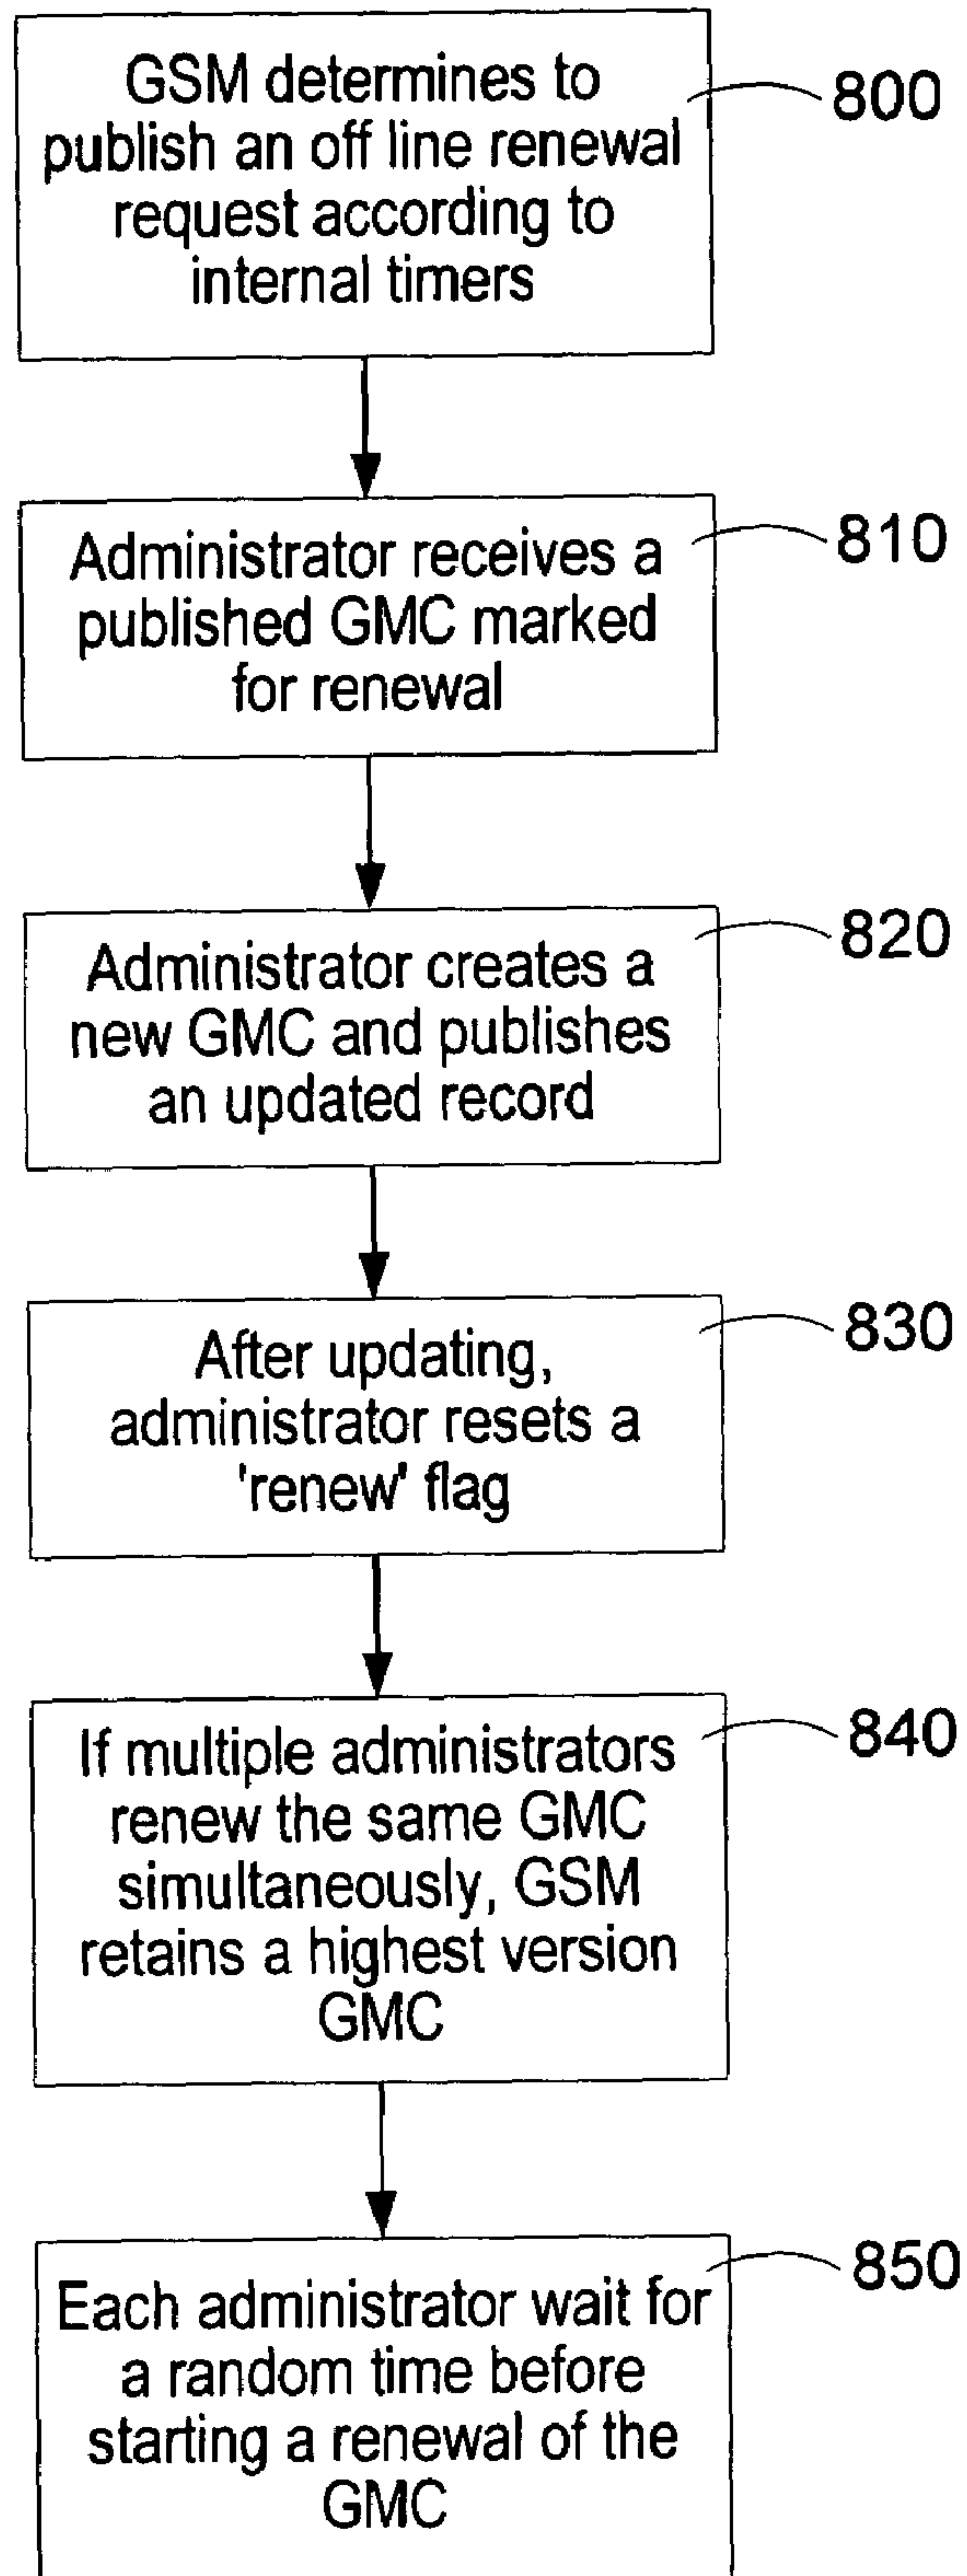 GSM determines to
publish an off line renewal
request according to
internal timers
800
Administrator receives a
published GMC marked
for renewal
810
Administrator creates a
new GMC and publishes
an updated record
820
After updating,
administrator resets a
'renew' flag
830
If multiple administrators
renew the same GMC
simultaneously, GSM
retains a highest version
GMC
840
Each administrator wait for
a random time before
starting a renewal of the
GMC
850